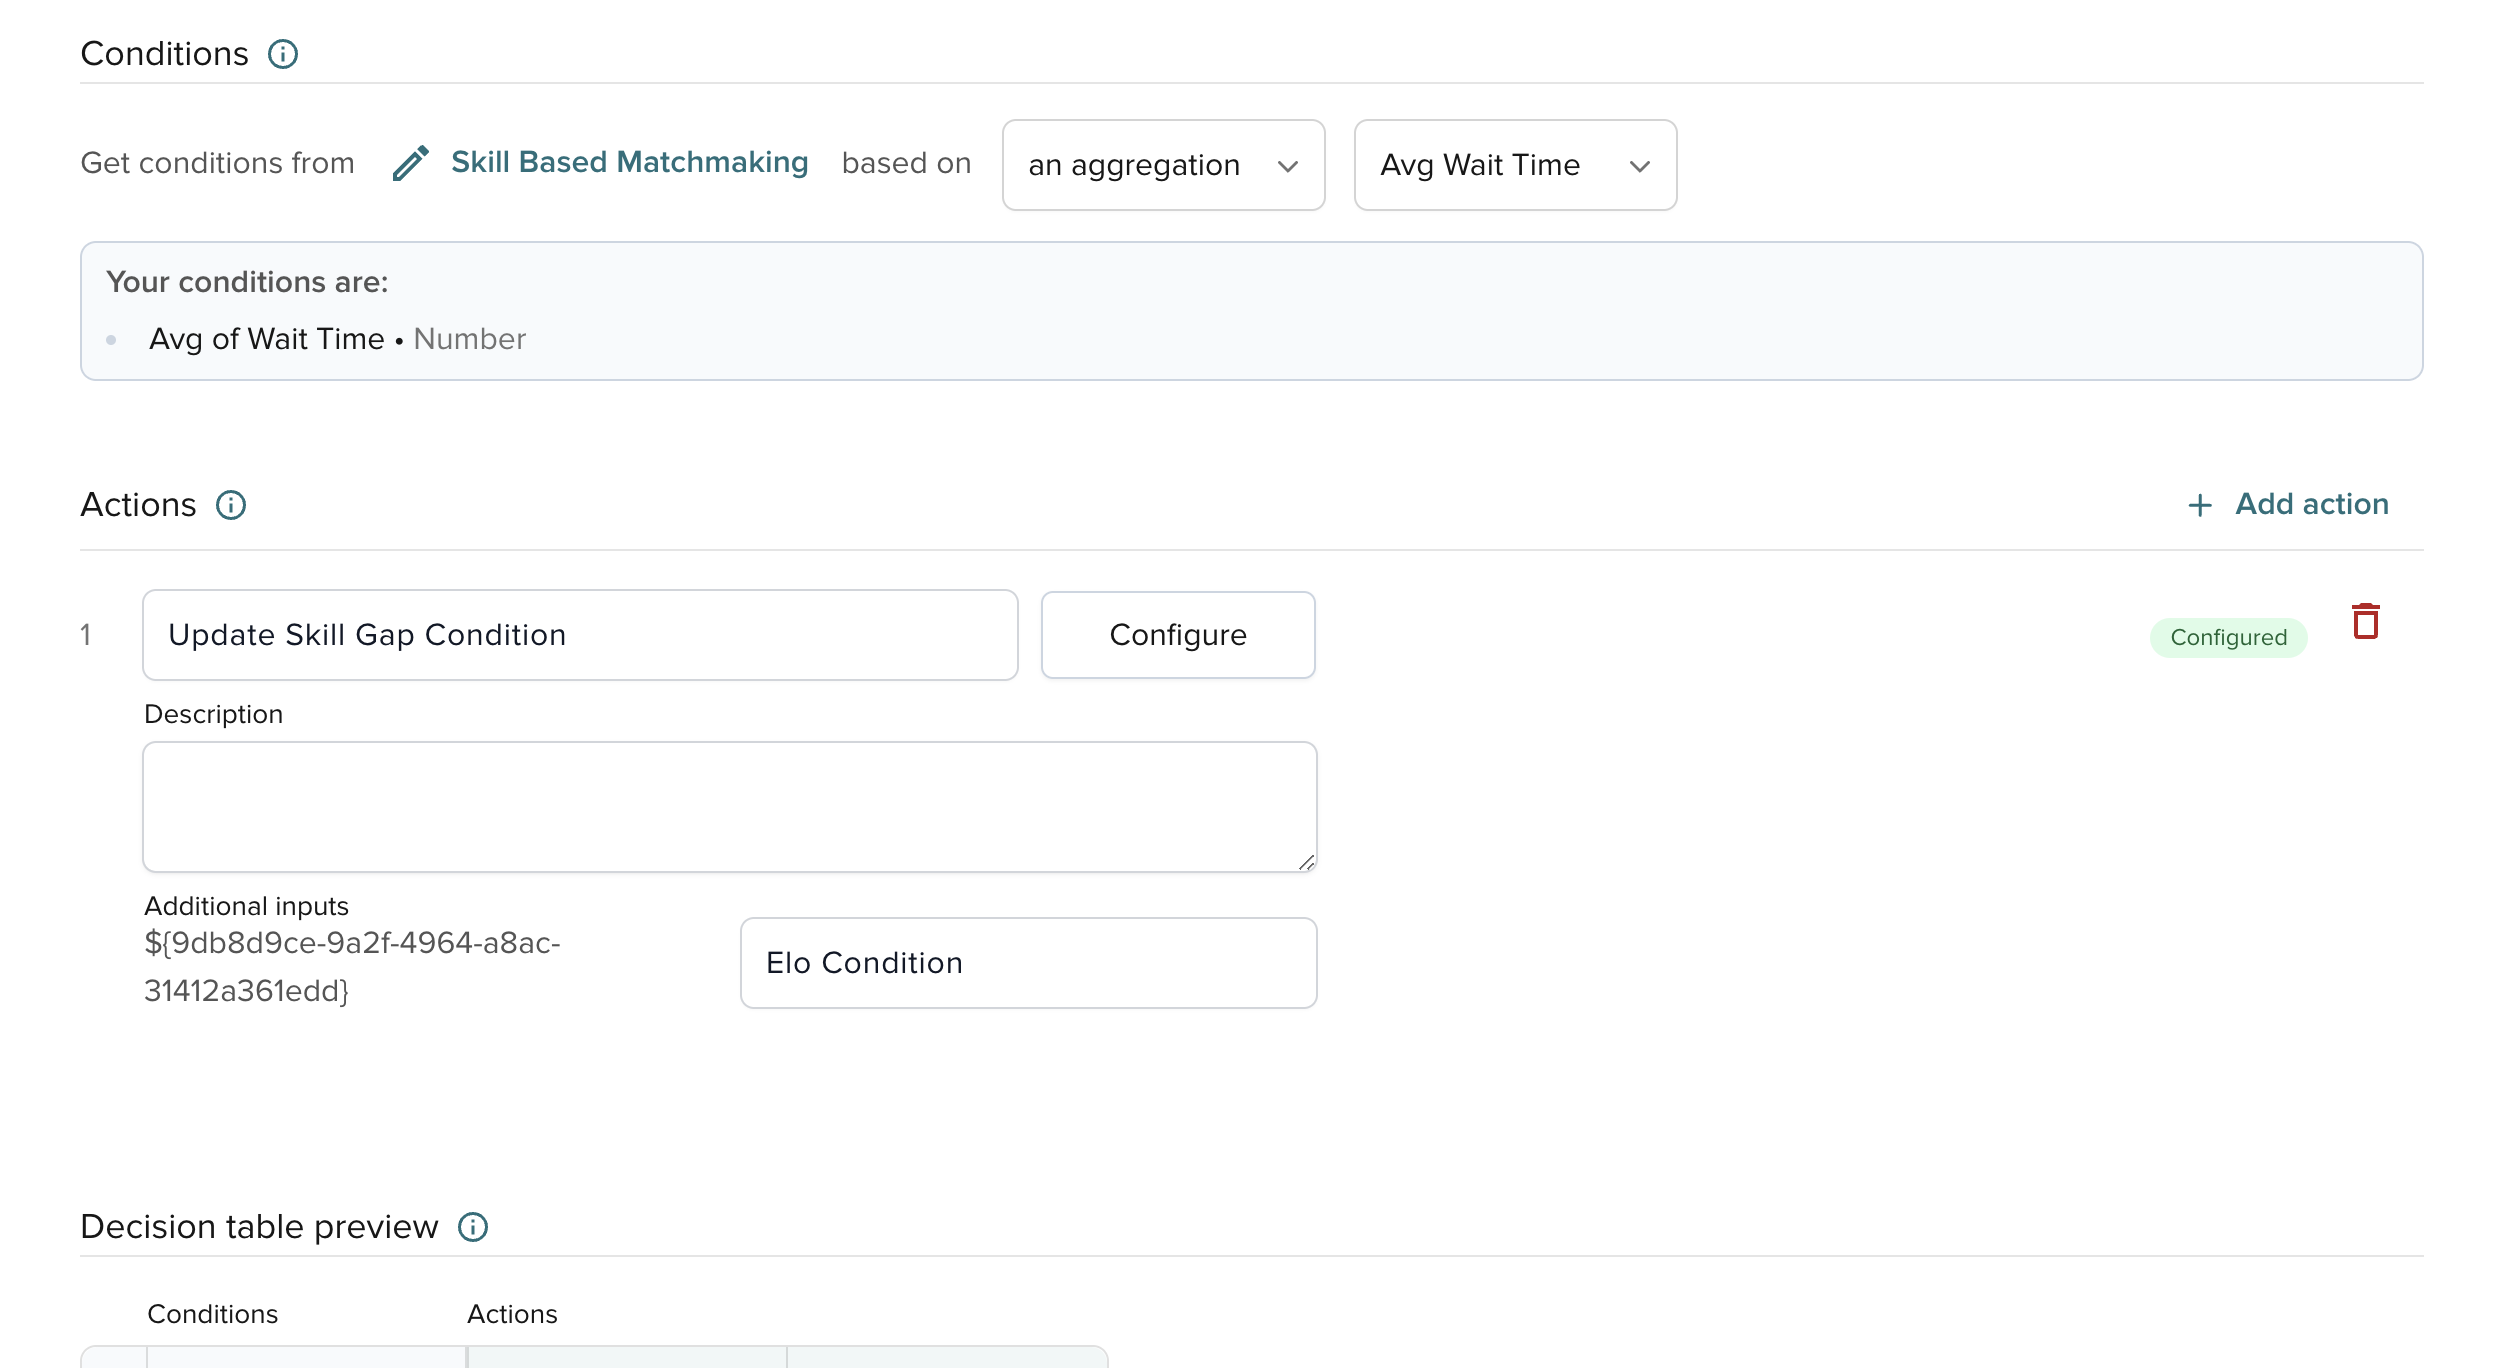 Conditions
Get conditions from Skill Based Matchmaking based on an aggregation Avg Wait Time
Your conditions are:
Avg of Wait Time • Number
Actions
+ Add action
1 Update Skill Gap Condition Configure Configured
Description
Additional inputs
${9db8d9ce-9a2f-4964-a8ac-
31412a361edd}
Elo Condition
Decision table preview
Conditions Actions